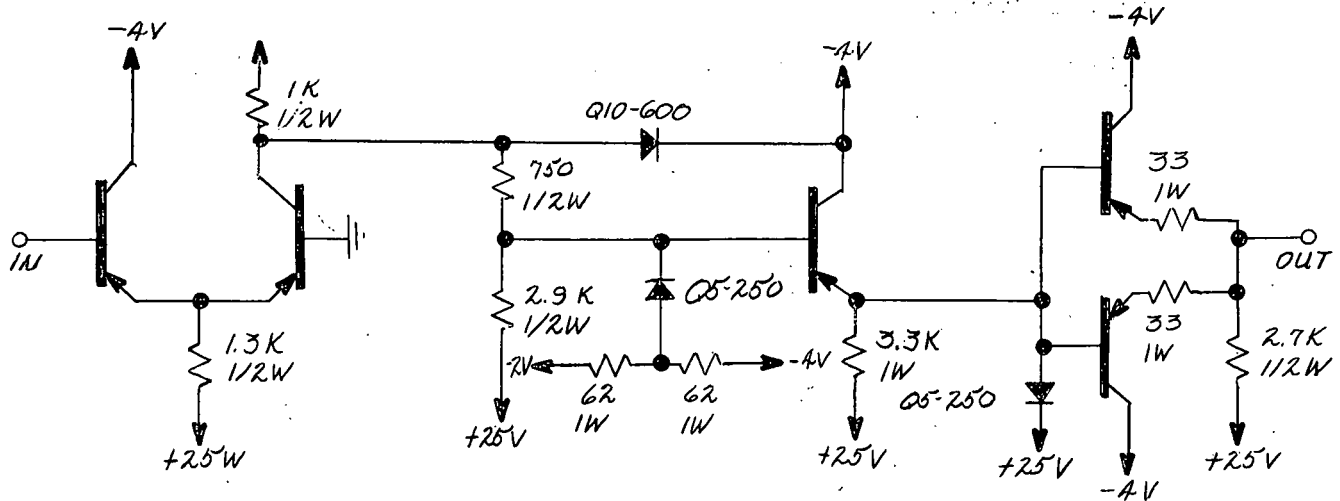 -4V
1K
1/2W
IN
1.3K
1/2W
+25W
Q10-600
750
1/2W
2.9K
1/2W
+25V
Q5-250
-2V
62
1W
62
1W
-4V
-4V
3.3K
1W
+25V
-4V
33
1W
OUT
33
1W
2.7K
1/2W
+25V
Q5-250
+25V
-4V